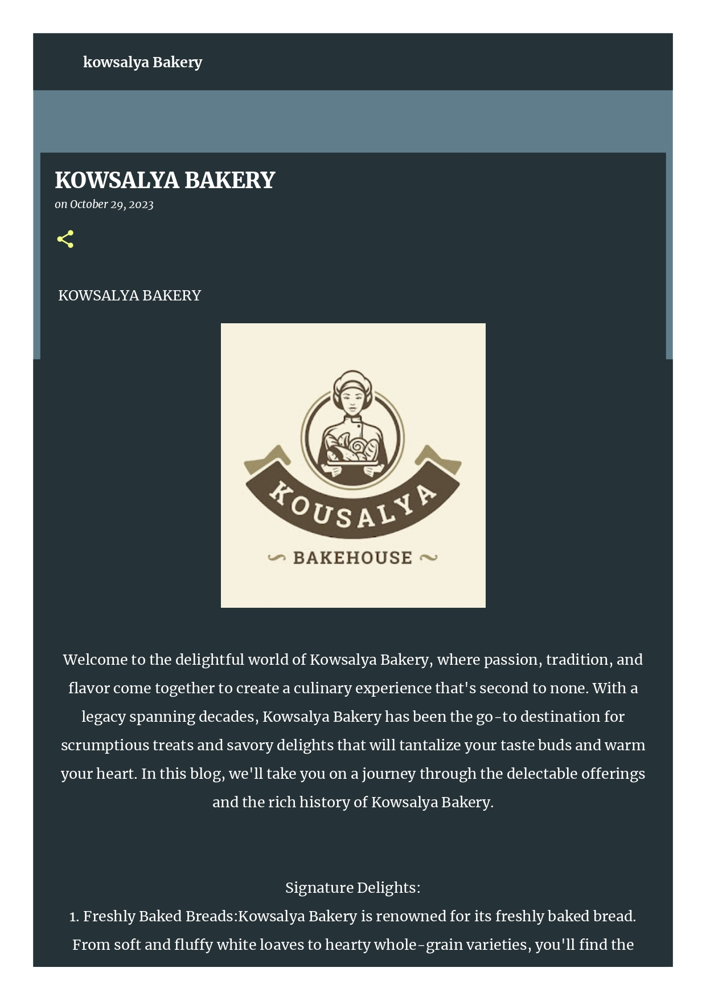 kowsalya Bakery
KOWSALYA BAKERY
on October 29, 2023
KOWSALYA BAKERY
KOUSALYA
BAKEHOUSE
Welcome to the delightful world of Kowsalya Bakery, where passion, tradition, and
flavor come together to create a culinary experience that's second to none. With a
legacy spanning decades, Kowsalya Bakery has been the go-to destination for
scrumptious treats and savory delights that will tantalize your taste buds and warm
your heart. In this blog, we'll take you on a journey through the delectable offerings
and the rich history of Kowsalya Bakery.
Signature Delights:
1. Freshly Baked Breads:Kowsalya Bakery is renowned for its freshly baked bread.
From soft and fluffy white loaves to hearty whole-grain varieties, you'll find the